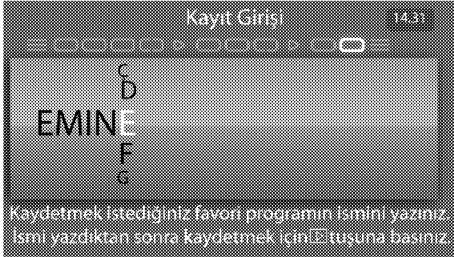 Kayıt Girişi
14.31
C
D
EMINE
F
G
Kaydetmek istediğiniz favori programın ismini yazınız.
İsmi yazdıktan sonra kaydetmek için tuşuna basınız.